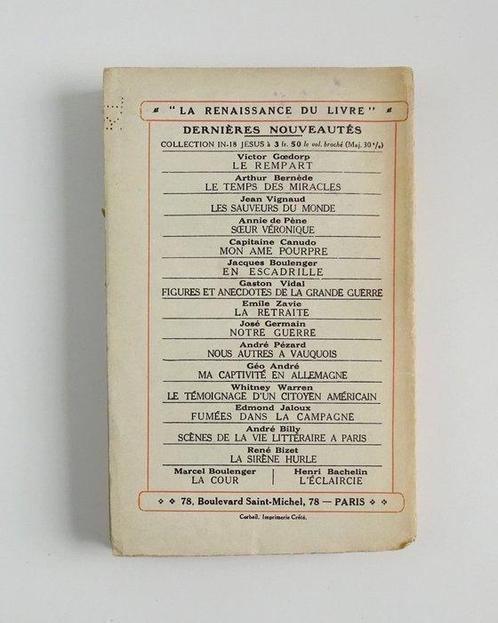 "LA RENAISSANCE DU LIVRE"
DERNIÈRES NOUVEAUTÉS
COLLECTION IN-18 JÉSUS à 3 fr. 50 le vol. broché (Maj. 30 %)
Victor Gœdorp
LE REMPART
Arthur Bernède
LE TEMPS DES MIRACLES
Jean Vignaud
LES SAUVEURS DU MONDE
Annie de Pène
SŒUR VÉRONIQUE
Capitaine Canudo
MON AME POURPRE
Jacques Boulenger
EN ESCADRILLE
Gaston Vidal
FIGURES ET ANECDOTES DE LA GRANDE GUERRE
Emile Zavie
LA RETRAITE
José Germain
NOTRE GUERRE
André Pézard
NOUS AUTRES A VAUQUOIS
Géo André
MA CAPTIVITÉ EN ALLEMAGNE
Whitney Warren
LE TÉMOIGNAGE D'UN CITOYEN AMÉRICAIN
Edmond Jaloux
FUMÉES DANS LA CAMPAGNE
André Billy
SCÈNES DE LA VIE LITTÉRAIRE A PARIS
René Bizet
LA SIRÈNE HURLE
Marcel Boulenger
LA COUR
Henri Bachelin
L'ÉCLAIRCIE
78, Boulevard Saint-Michel, 78 — PARIS
Corbeil. Imprimerie Crété.